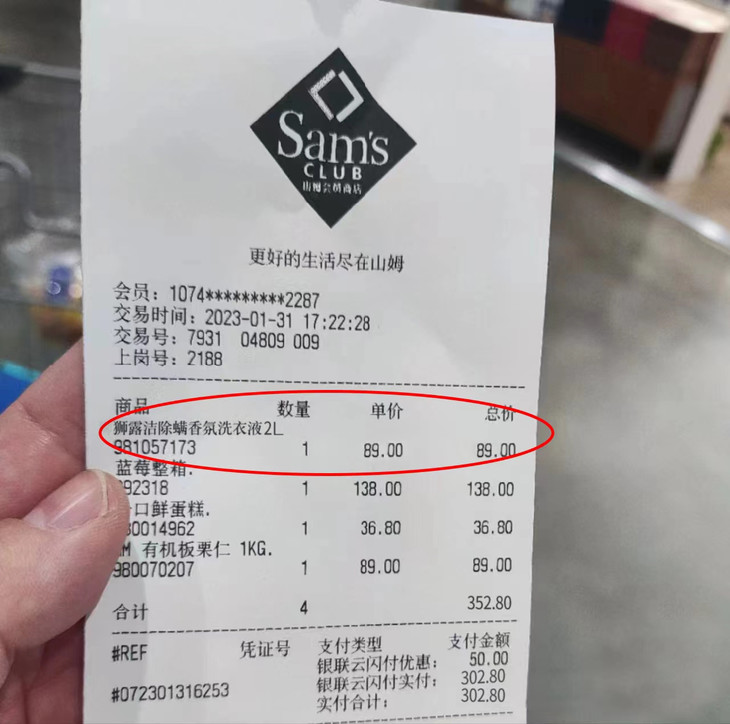 Sam's
CLUB
山姆会员商店
更好的生活尽在山姆
会员: 1074*********2287
交易时间: 2023-01-31 17:22:28
交易号: 7931 04809 009
上岗号: 2188
商品 数量 单价 总价
狮露洁除螨香氛洗衣液2L
981057173 1 89.00 89.00
蓝莓整箱.
92318 1 138.00 138.00
口鲜蛋糕.
80014962 1 36.80 36.80
M 有机板栗仁 1KG.
980070207 1 89.00 89.00
合计 4 352.80
#REF 凭证号 支付类型 支付金额
银联云闪付优惠: 50.00
银联云闪付实付: 302.80
#072301316253 实付合计: 302.80